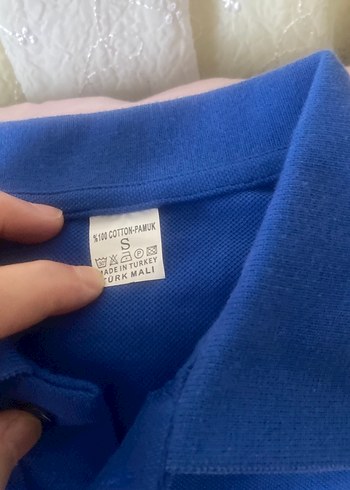 %100 COTTON-PAMUK
S
MADE IN TURKEY
TÜRK MALI